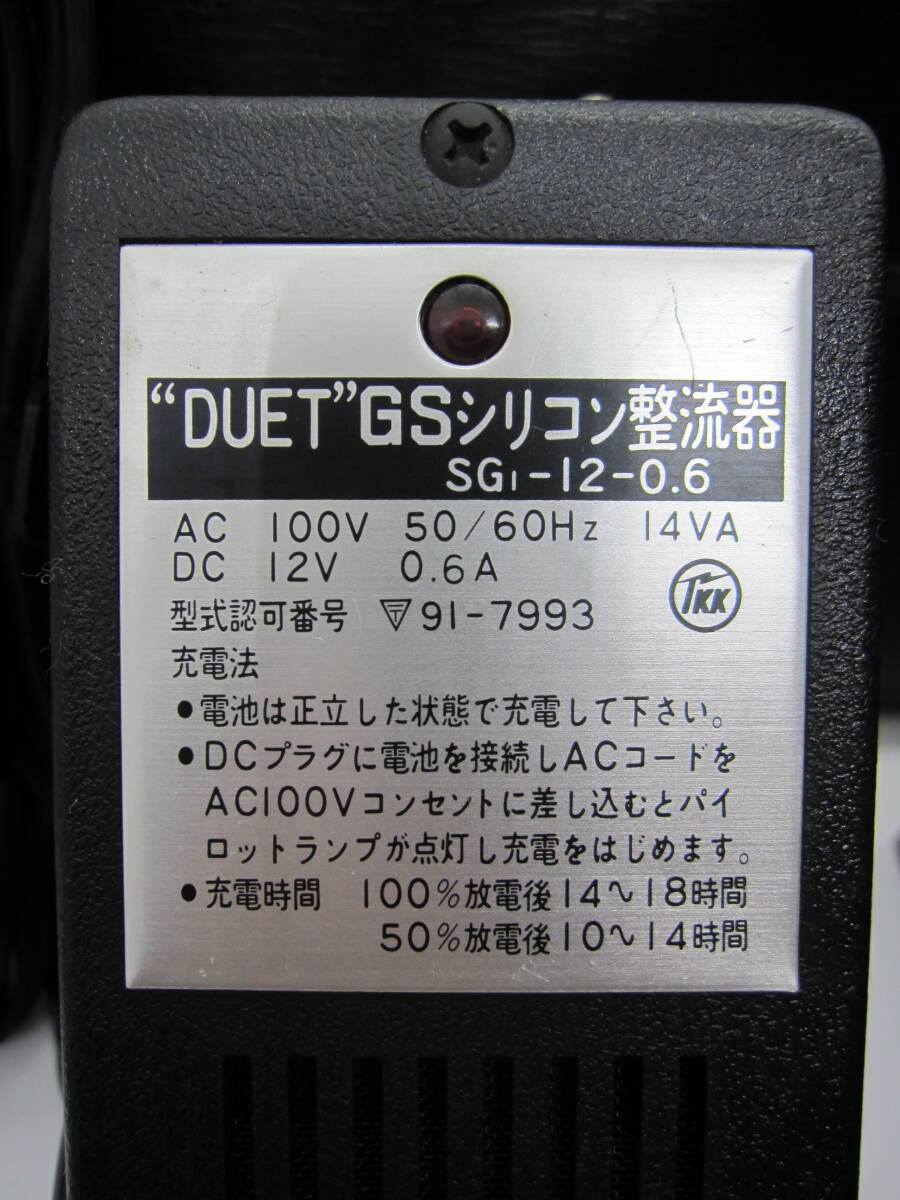 “DUET”GSシリコン整流器
SG1-12-0.6
AC 100V 50/60Hz 14VA
DC 12V 0.6A
TKK
型式認可番号 〒91-7993
充電法
●電池は正立した状態で充電して下さい。
●DCプラグに電池を接続しACコードを
AC100Vコンセントに差し込むとパイ
ロットランプが点灯し充電をはじめます。
●充電時間 100%放電後14〜18時間
50%放電後10〜14時間